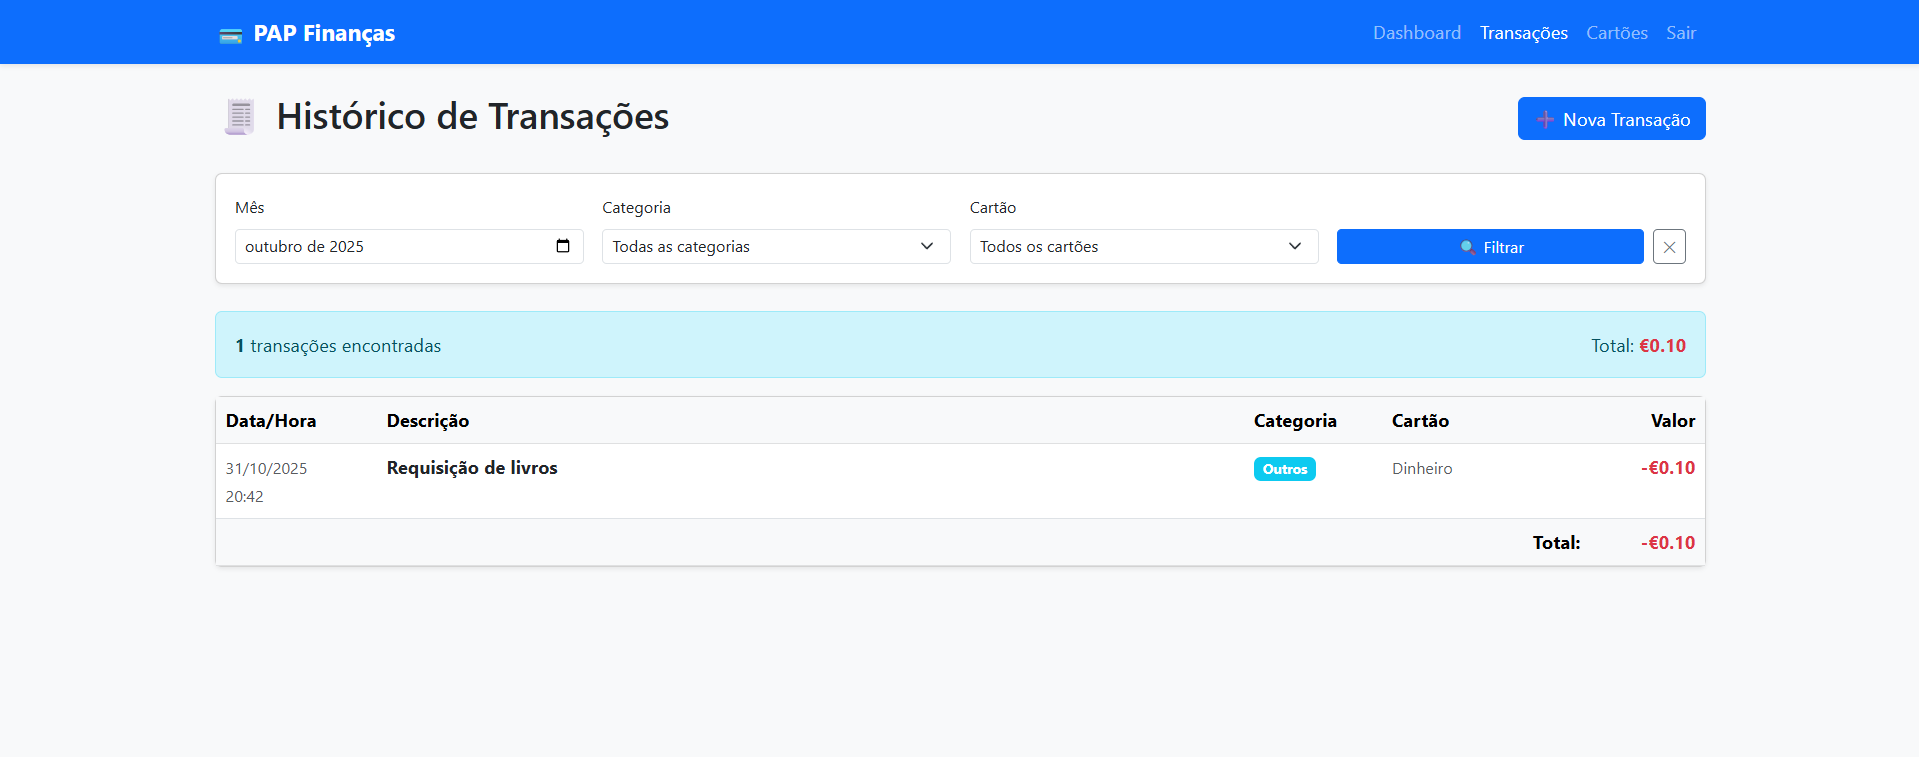 PAP Finanças
Dashboard Transações Cartões Sair
Histórico de Transações
Nova Transação
Mês Categoria Cartão
outubro de 2025 Todas as categorias Todos os cartões Filtrar
1 transações encontradas Total: €0.10
Data/Hora Descrição Categoria Cartão Valor
31/10/2025 Requisição de livros Outros Dinheiro -€0.10
20:42
Total: -€0.10